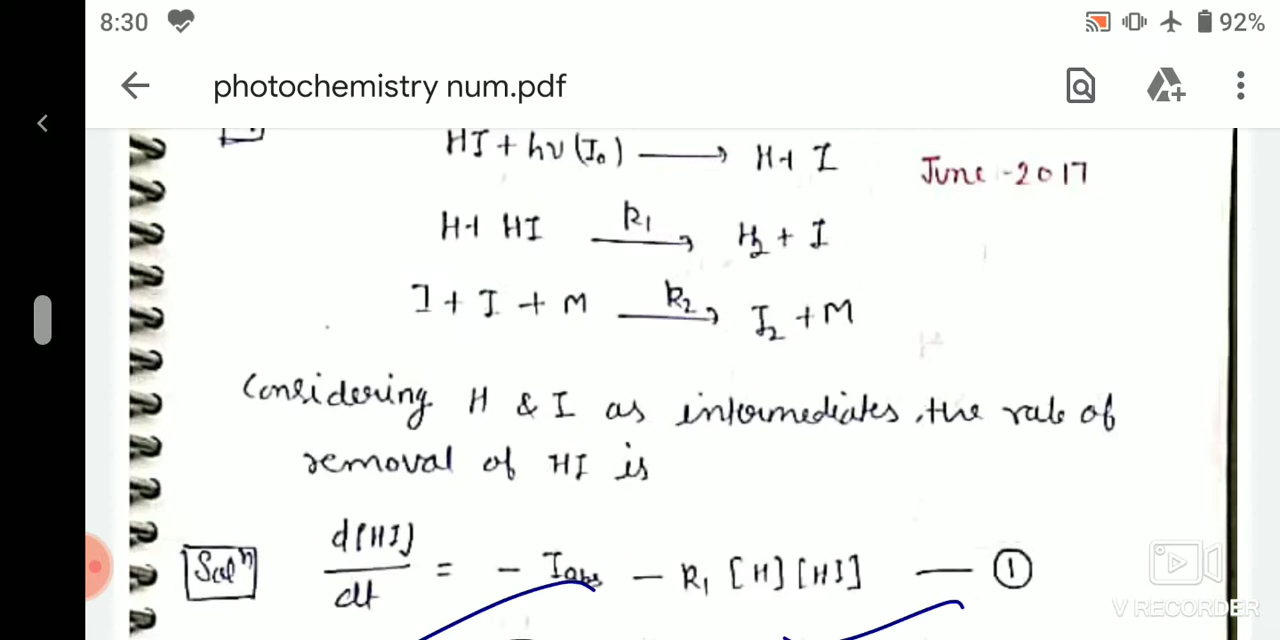 8:30 92%
photochemistry num.pdf
HI + hν (I₀) ⟶ H + I
June - 2017
H + HI ⟶ H₂ + I
k₁
I + I + M ⟶ I₂ + M
k₂
Considering H & I as intermediates, the rate of
removal of HI is
Solⁿ d[HI]/dt = - Iabs - k₁ [H] [HI] — ①
V RECORDER